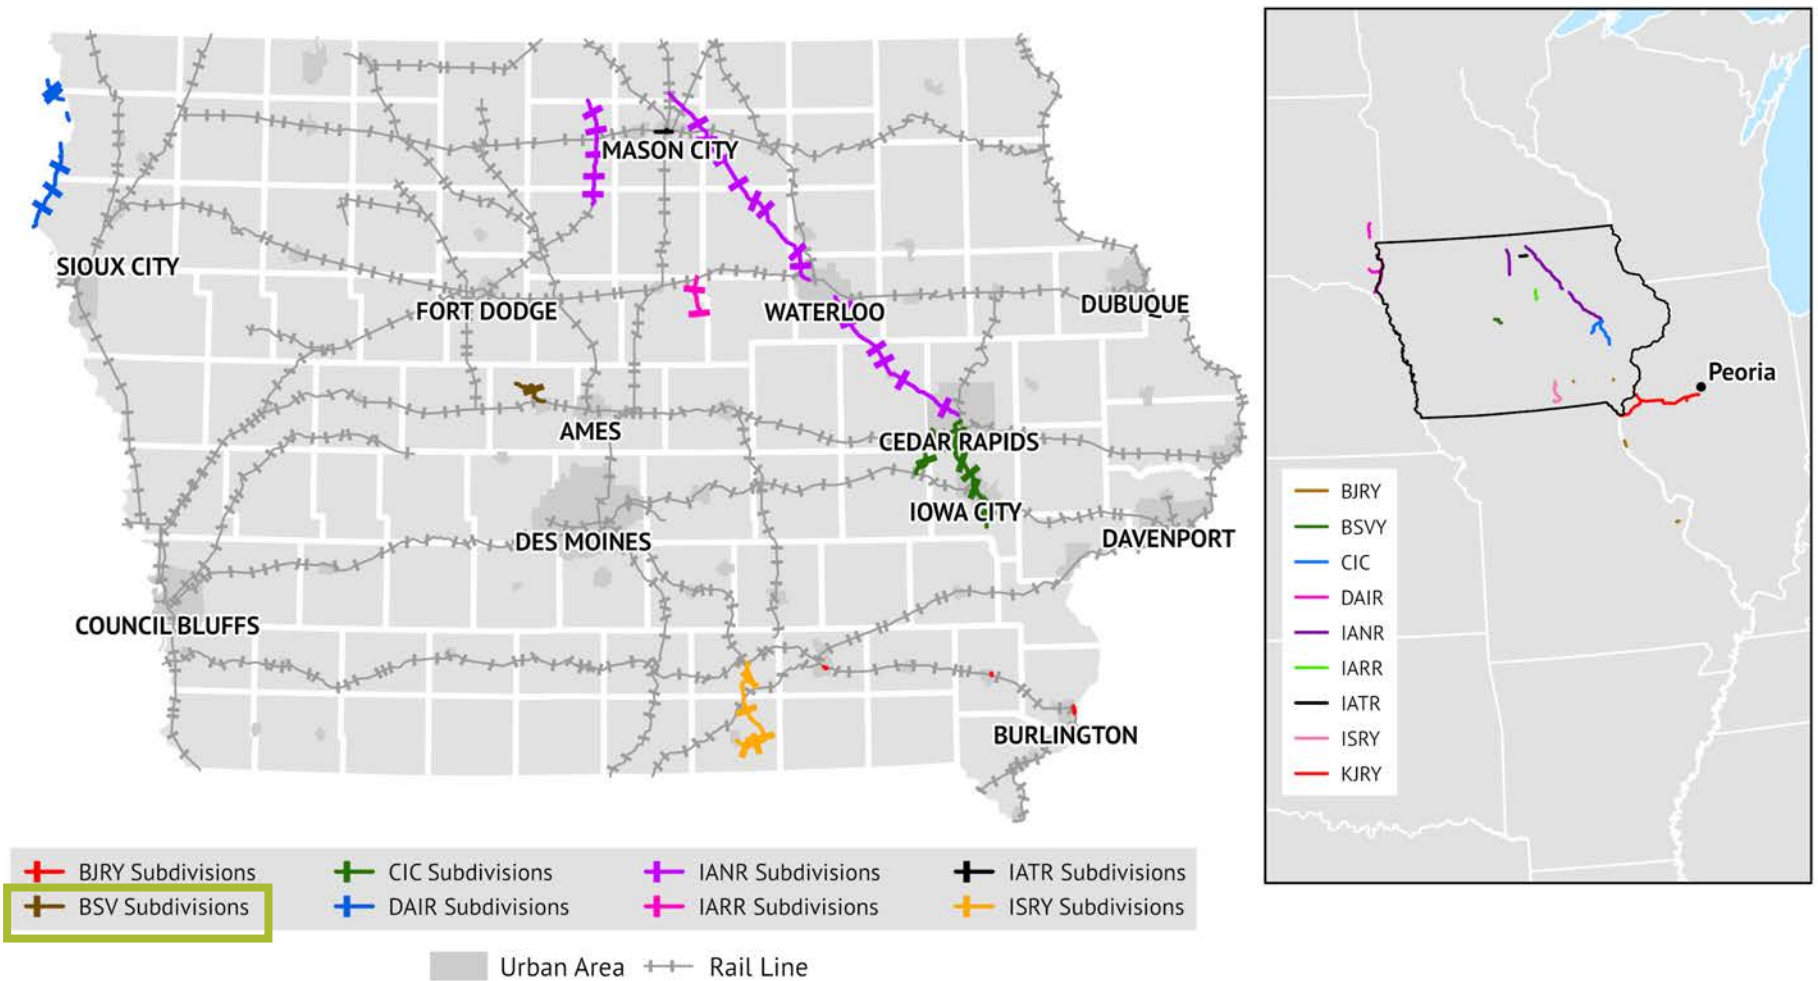 MASON CITY
SIOUX CITY
FORT DODGE
WATERLOO
DUBUQUE
AMES
CEDAR RAPIDS
IOWA CITY
DES MOINES
DAVENPORT
COUNCIL BLUFFS
BURLINGTON
BJRY Subdivisions
CIC Subdivisions
IANR Subdivisions
IATR Subdivisions
BSV Subdivisions
DAIR Subdivisions
IARR Subdivisions
ISRY Subdivisions
Urban Area
Rail Line
Peoria
BJRY
BSVY
CIC
DAIR
IANR
IARR
IATR
ISRY
KJRY